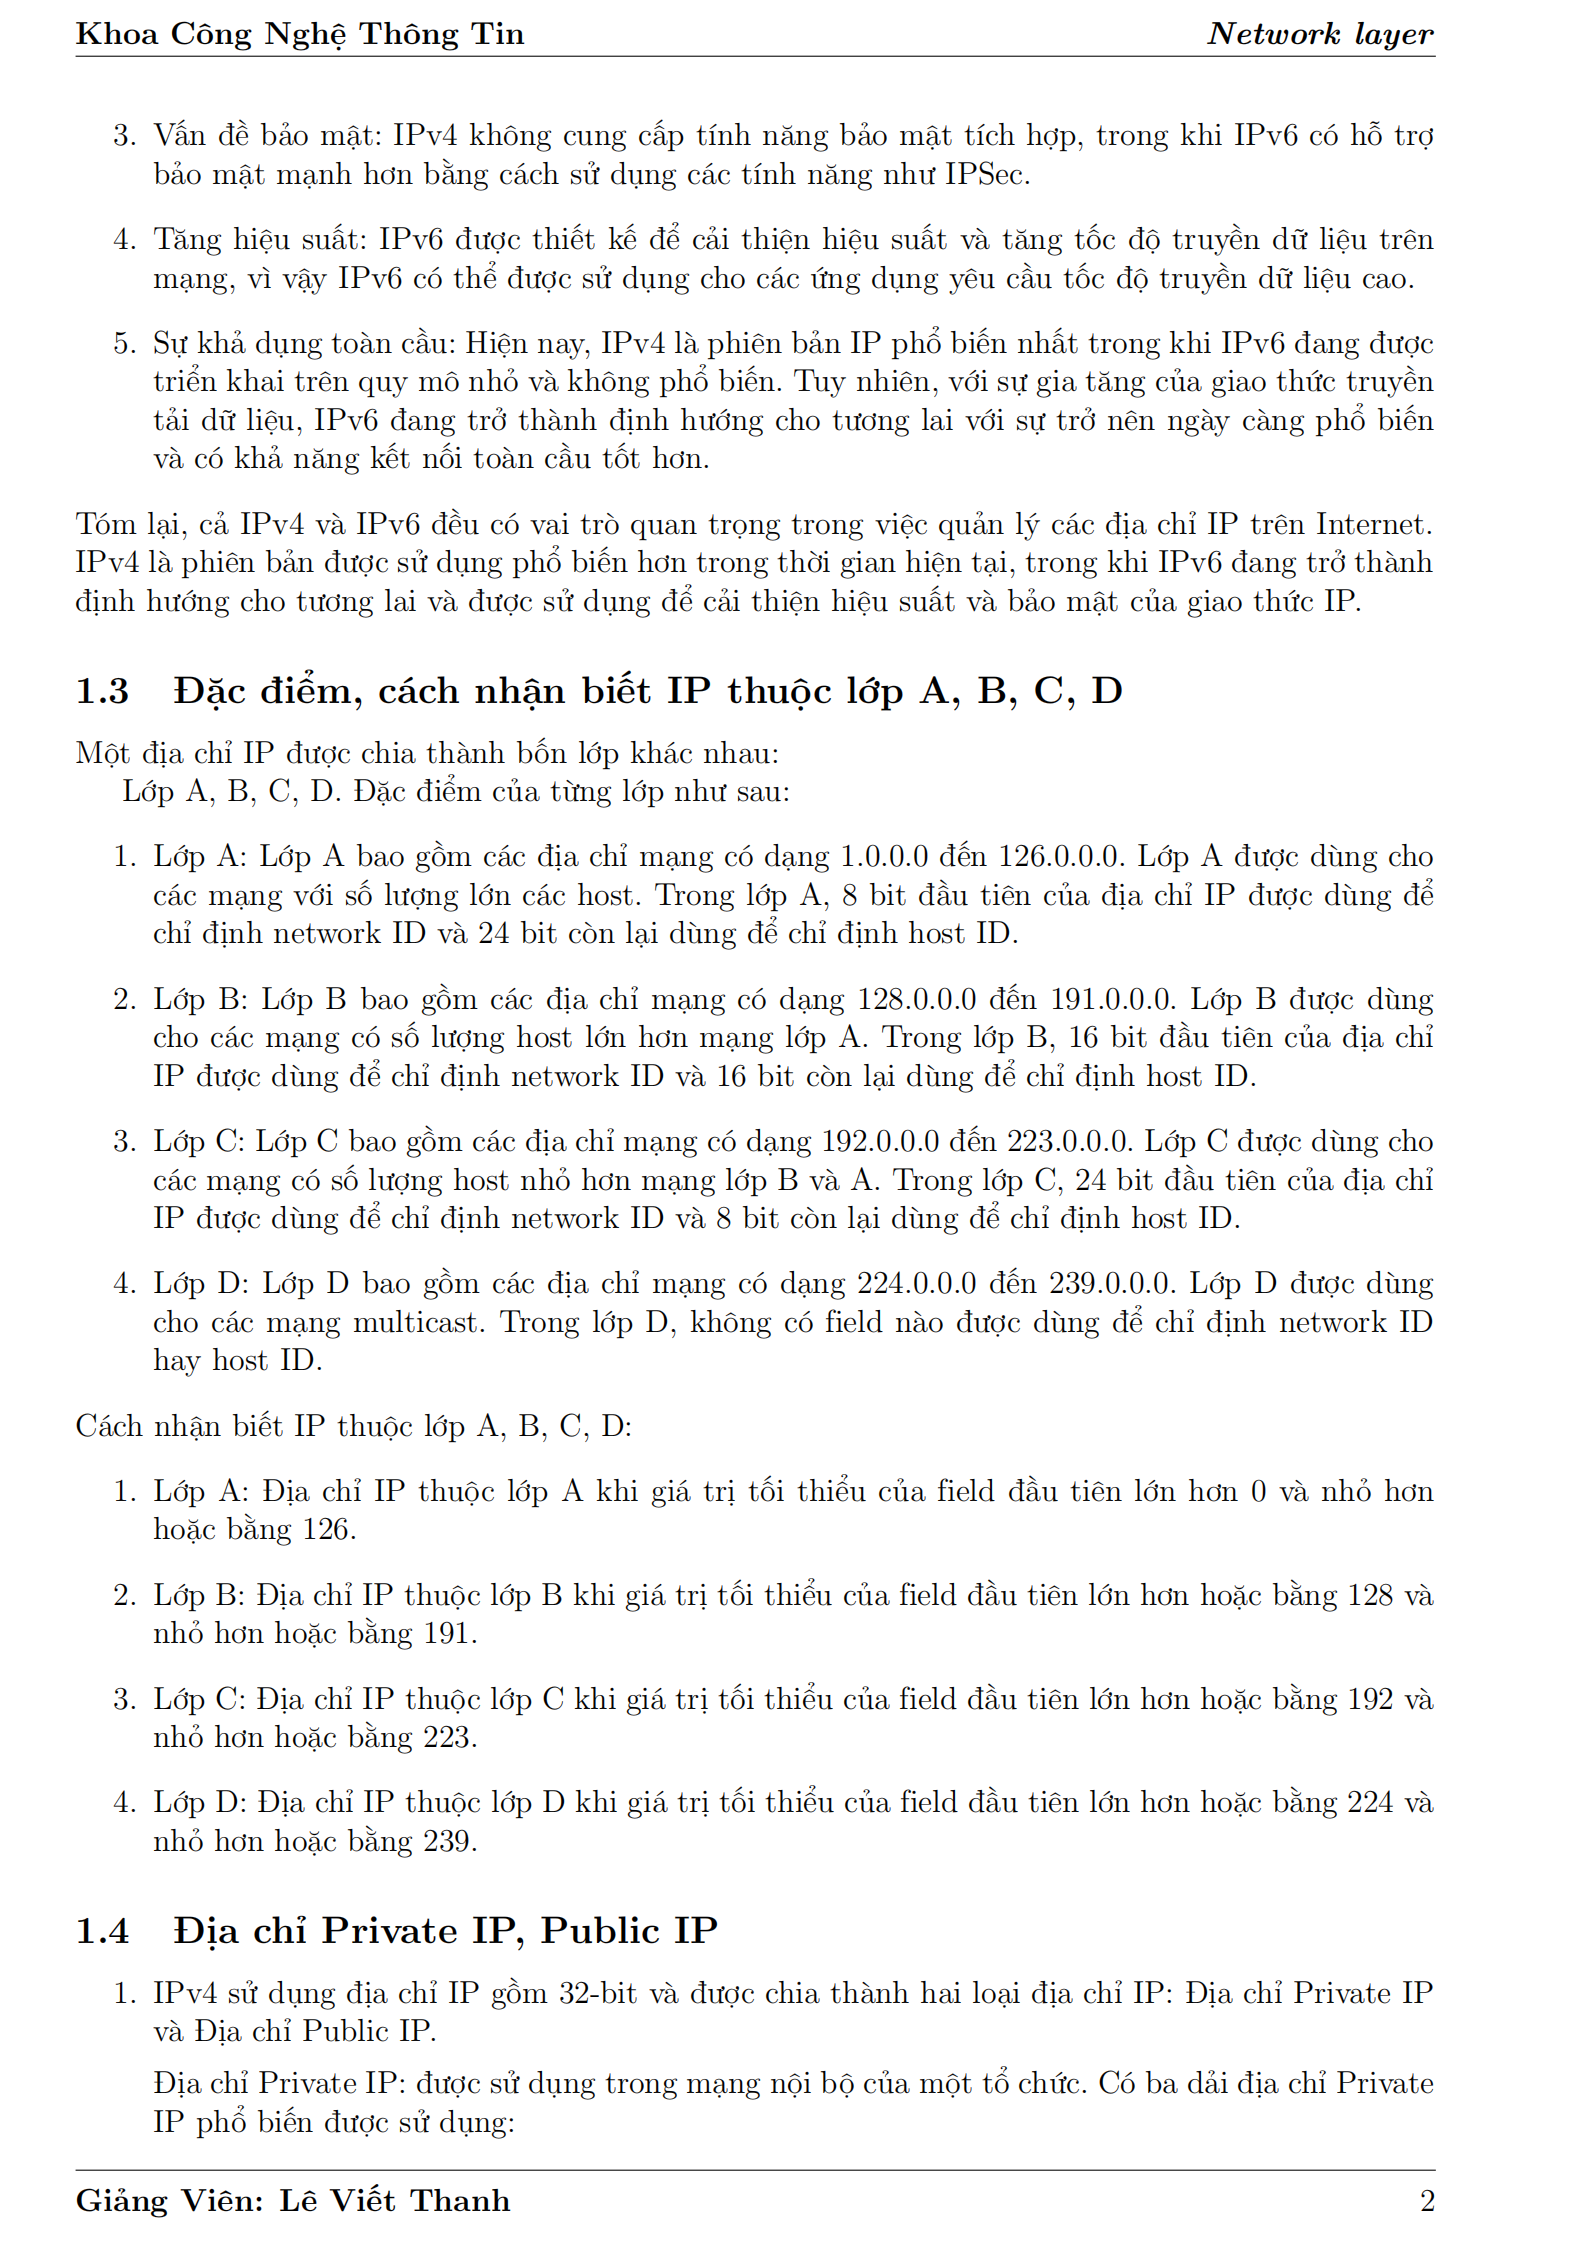 Khoa Công Nghệ Thông Tin Network layer
3. Vấn đề bảo mật: IPv4 không cung cấp tính năng bảo mật tích hợp, trong khi IPv6 có hỗ trợ
bảo mật mạnh hơn bằng cách sử dụng các tính năng như IPSec.
4. Tăng hiệu suất: IPv6 được thiết kế để cải thiện hiệu suất và tăng tốc độ truyền dữ liệu trên
mạng, vì vậy IPv6 có thể được sử dụng cho các ứng dụng yêu cầu tốc độ truyền dữ liệu cao.
5. Sự khả dụng toàn cầu: Hiện nay, IPv4 là phiên bản IP phổ biến nhất trong khi IPv6 đang được
triển khai trên quy mô nhỏ và không phổ biến. Tuy nhiên, với sự gia tăng của giao thức truyền
tải dữ liệu, IPv6 đang trở thành định hướng cho tương lai với sự trở nên ngày càng phổ biến
và có khả năng kết nối toàn cầu tốt hơn.
Tóm lại, cả IPv4 và IPv6 đều có vai trò quan trọng trong việc quản lý các địa chỉ IP trên Internet.
IPv4 là phiên bản được sử dụng phổ biến hơn trong thời gian hiện tại, trong khi IPv6 đang trở thành
định hướng cho tương lai và được sử dụng để cải thiện hiệu suất và bảo mật của giao thức IP.
1.3 Đặc điểm, cách nhận biết IP thuộc lớp A, B, C, D
Một địa chỉ IP được chia thành bốn lớp khác nhau:
Lớp A, B, C, D. Đặc điểm của từng lớp như sau:
1. Lớp A: Lớp A bao gồm các địa chỉ mạng có dạng 1.0.0.0 đến 126.0.0.0. Lớp A được dùng cho
các mạng với số lượng lớn các host. Trong lớp A, 8 bit đầu tiên của địa chỉ IP được dùng để
chỉ định network ID và 24 bit còn lại dùng để chỉ định host ID.
2. Lớp B: Lớp B bao gồm các địa chỉ mạng có dạng 128.0.0.0 đến 191.0.0.0. Lớp B được dùng
cho các mạng có số lượng host lớn hơn mạng lớp A. Trong lớp B, 16 bit đầu tiên của địa chỉ
IP được dùng để chỉ định network ID và 16 bit còn lại dùng để chỉ định host ID.
3. Lớp C: Lớp C bao gồm các địa chỉ mạng có dạng 192.0.0.0 đến 223.0.0.0. Lớp C được dùng cho
các mạng có số lượng host nhỏ hơn mạng lớp B và A. Trong lớp C, 24 bit đầu tiên của địa chỉ
IP được dùng để chỉ định network ID và 8 bit còn lại dùng để chỉ định host ID.
4. Lớp D: Lớp D bao gồm các địa chỉ mạng có dạng 224.0.0.0 đến 239.0.0.0. Lớp D được dùng
cho các mạng multicast. Trong lớp D, không có field nào được dùng để chỉ định network ID
hay host ID.
Cách nhận biết IP thuộc lớp A, B, C, D:
1. Lớp A: Địa chỉ IP thuộc lớp A khi giá trị tối thiểu của field đầu tiên lớn hơn 0 và nhỏ hơn
hoặc bằng 126.
2. Lớp B: Địa chỉ IP thuộc lớp B khi giá trị tối thiểu của field đầu tiên lớn hơn hoặc bằng 128 và
nhỏ hơn hoặc bằng 191.
3. Lớp C: Địa chỉ IP thuộc lớp C khi giá trị tối thiểu của field đầu tiên lớn hơn hoặc bằng 192 và
nhỏ hơn hoặc bằng 223.
4. Lớp D: Địa chỉ IP thuộc lớp D khi giá trị tối thiểu của field đầu tiên lớn hơn hoặc bằng 224 và
nhỏ hơn hoặc bằng 239.
1.4 Địa chỉ Private IP, Public IP
1. IPv4 sử dụng địa chỉ IP gồm 32-bit và được chia thành hai loại địa chỉ IP: Địa chỉ Private IP
và Địa chỉ Public IP.
Địa chỉ Private IP: được sử dụng trong mạng nội bộ của một tổ chức. Có ba dải địa chỉ Private
IP phổ biến được sử dụng:
Giảng Viên: Lê Viết Thanh 2